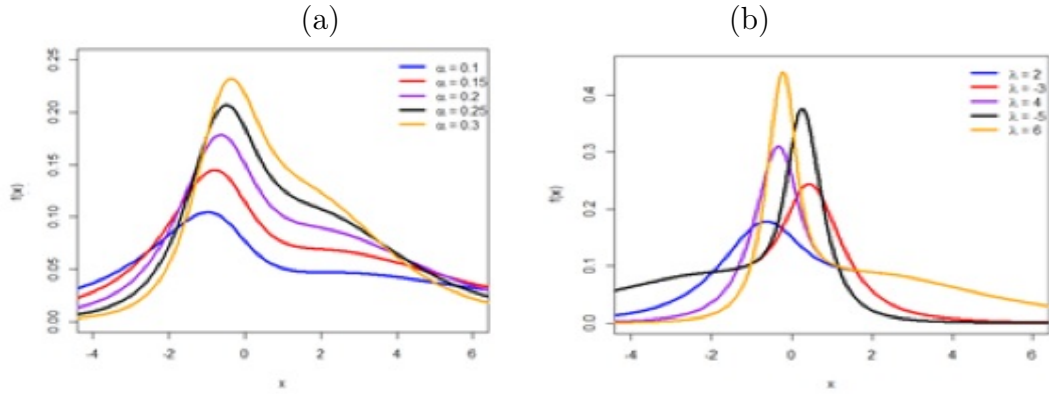 (a)
(b)
0.25
0.20
0.15
0.10
0.05
0.00
f(x)
α = 0.1
α = 0.15
α = 0.2
α = 0.25
α = 0.3
-4 -2 0 2 4 6
x
0.4
0.3
0.2
0.1
0.0
f(x)
λ = 2
λ = -3
λ = 4
λ = -5
λ = 6
-4 -2 0 2 4 6
x